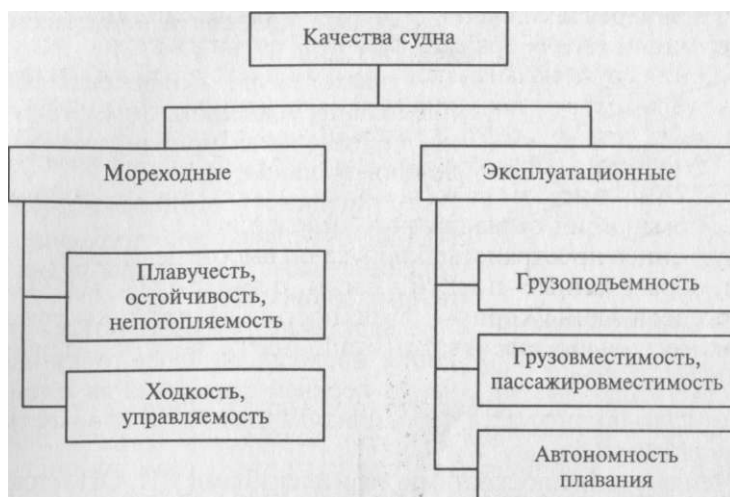 Качества судна
Мореходные
Эксплуатационные
Плавучесть,
остойчивость,
непотопляемость
Ходкость,
управляемость
Грузоподъемность
Грузовместимость,
пассажировместимость
Автономность
плавания